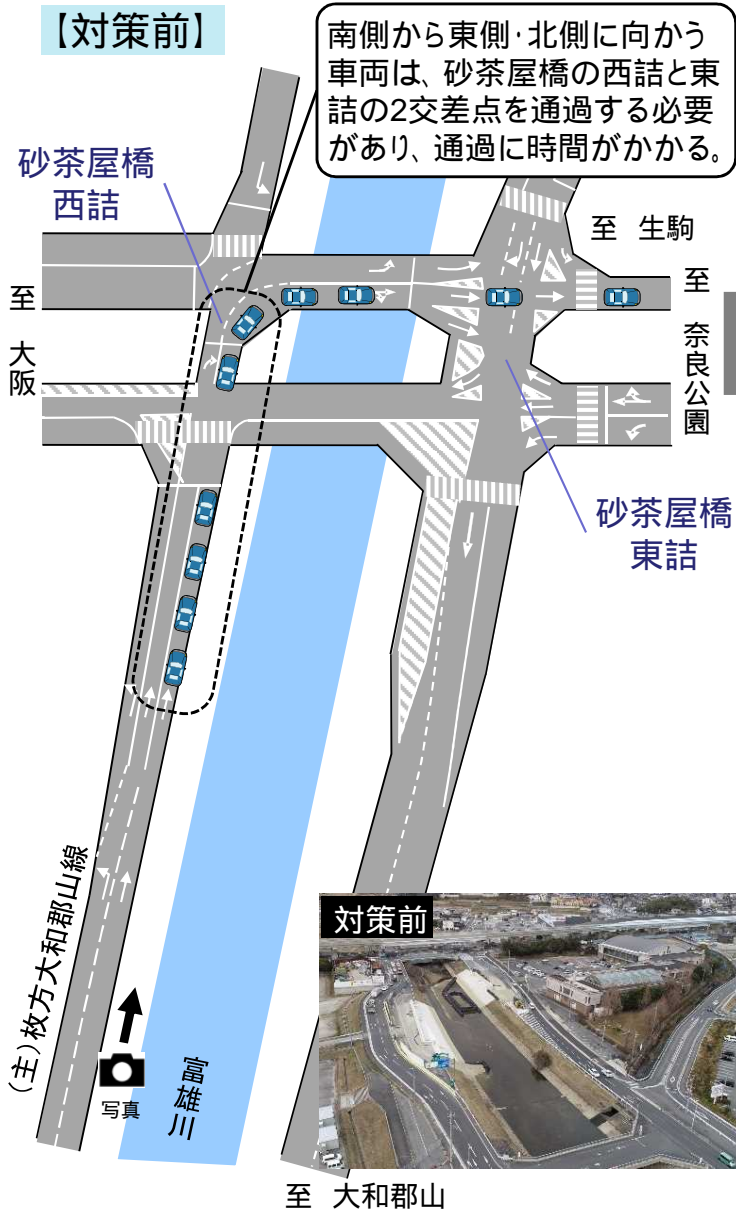 【対策前】
南側から東側･北側に向かう
車両は、砂茶屋橋の西詰と東
詰の2交差点を通過する必要
があり、通過に時間がかかる。
砂茶屋橋
西詰
至 生駒
至 大阪
至 奈良公園
砂茶屋橋
東詰
(主)枚方大和郡山線
写真
富雄川
対策前
至 大和郡山